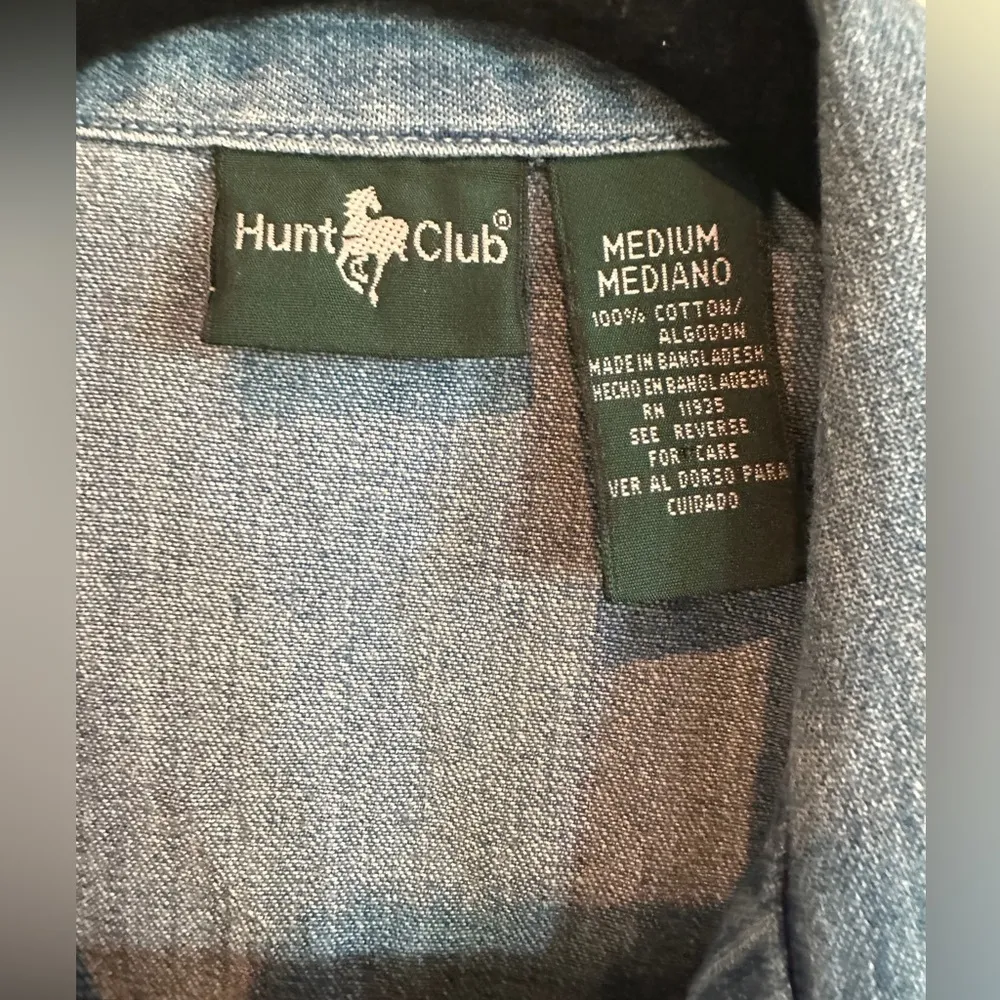 Hunt Club®
MEDIUM
MEDIANO
100% COTTON/
ALGODON
MADE IN BANGLADESH
HECHO EN BANGLADESH
RN 11935
SEE REVERSE
FOR CARE
VER AL DORSO PARA
CUIDADO